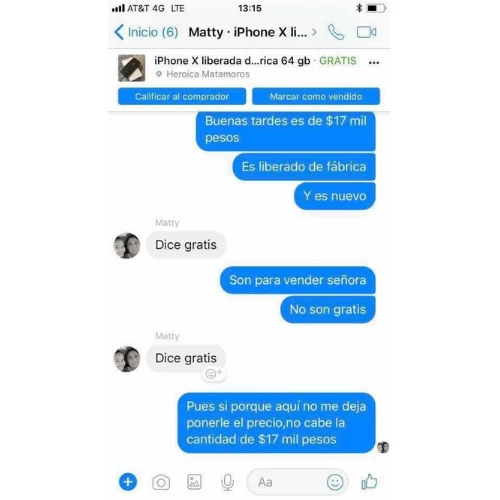 AT&T 4G LTE 13:15
Inicio (6) Matty · iPhone X li...
iPhone X liberada d...rica 64 gb · GRATIS
Heroica Matamoros
Calificar al comprador Marcar como vendido
Buenas tardes es de $17 mil
pesos
Es liberado de fábrica
Y es nuevo
Matty
Dice gratis
Son para vender señora
No son gratis
Matty
Dice gratis
Pues si porque aquí no me deja
ponerle el precio,no cabe la
cantidad de $17 mil pesos
Aa